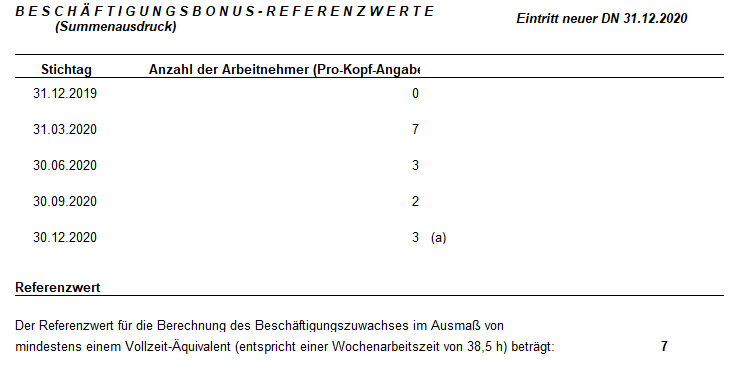 BESCHÄFTIGUNGSBONUS-REFERENZWERTE
(Summenausdruck)
Eintritt neuer DN 31.12.2020
Stichtag Anzahl der Arbeitnehmer (Pro-Kopf-Angabe
31.12.2019 0
31.03.2020 7
30.06.2020 3
30.09.2020 2
30.12.2020 3 (a)
Referenzwert
Der Referenzwert für die Berechnung des Beschäftigungszuwachses im Ausmaß von
mindestens einem Vollzeit-Äquivalent (entspricht einer Wochenarbeitszeit von 38,5 h) beträgt: 7